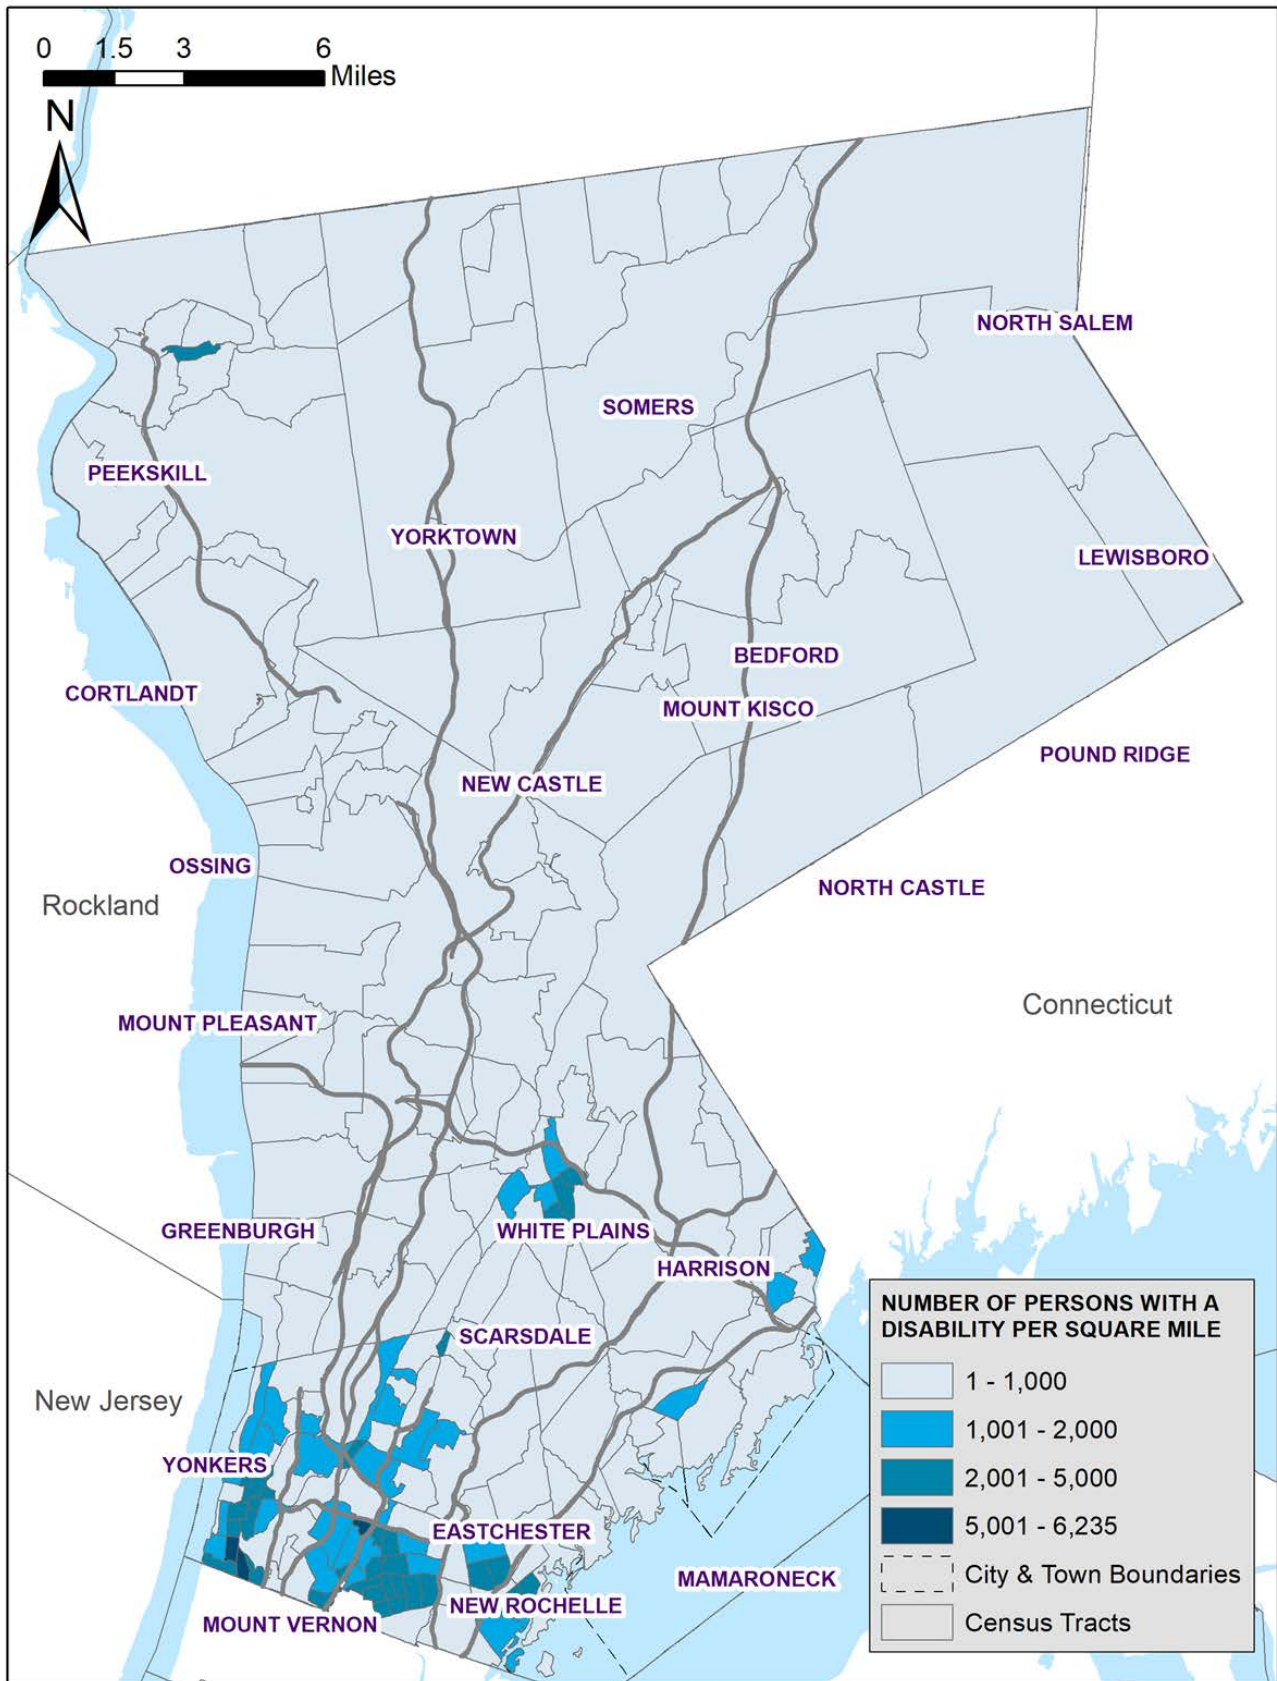 0 1.5 3 6
Miles
N
NORTH SALEM
SOMERS
PEEKSKILL
YORKTOWN
LEWISBORO
BEDFORD
CORTLANDT
MOUNT KISCO
POUND RIDGE
NEW CASTLE
OSSING
NORTH CASTLE
Rockland
Connecticut
MOUNT PLEASANT
GREENBURGH
WHITE PLAINS
HARRISON
SCARSDALE
New Jersey
YONKERS
EASTCHESTER
MAMARONECK
NEW ROCHELLE
MOUNT VERNON
NUMBER OF PERSONS WITH A
DISABILITY PER SQUARE MILE
1 - 1,000
1,001 - 2,000
2,001 - 5,000
5,001 - 6,235
City & Town Boundaries
Census Tracts